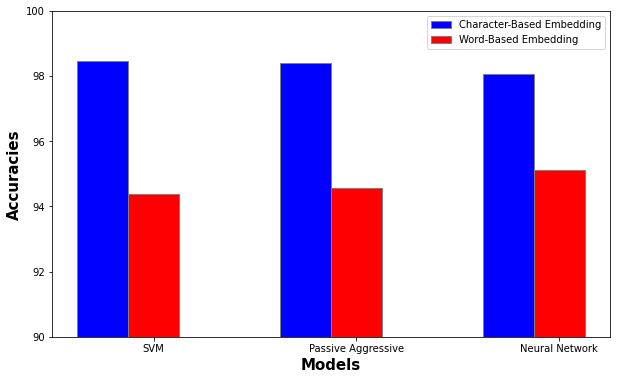 100
98
96
94
92
90
Accuracies
Character-Based Embedding
Word-Based Embedding
SVM
Passive Aggressive
Neural Network
Models